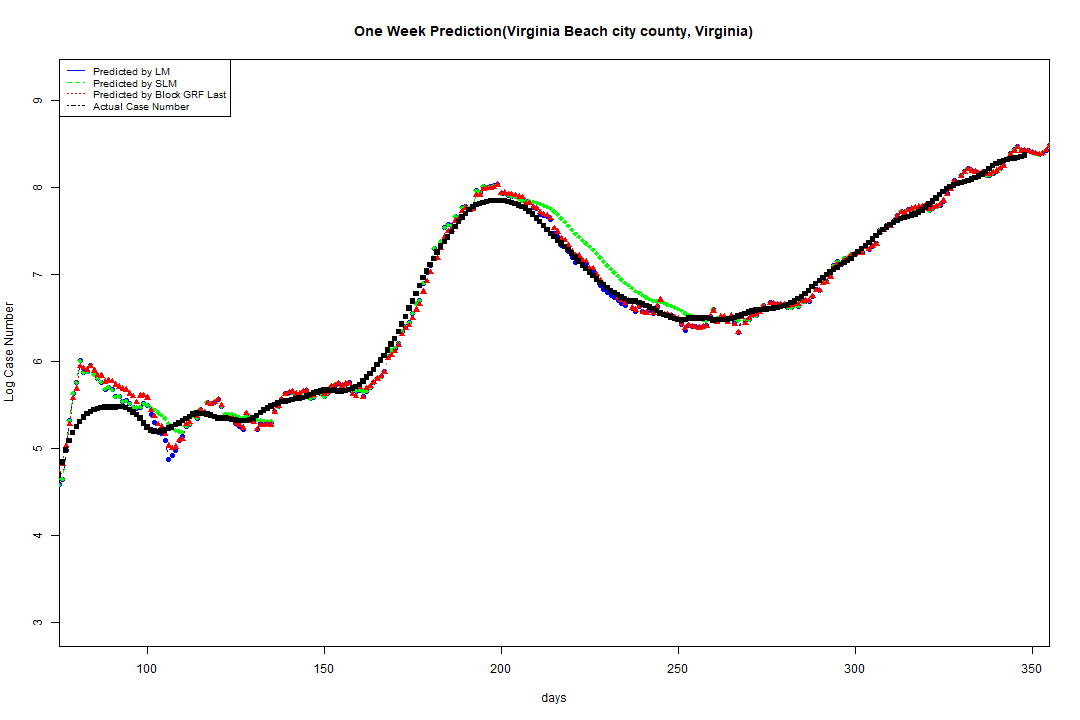 One Week Prediction(Virginia Beach city county, Virginia)
Predicted by LM
Predicted by SLM
Predicted by Block GRF Last
Actual Case Number
9
8
7
6
5
4
3
Log Case Number
100 150 200 250 300 350
days